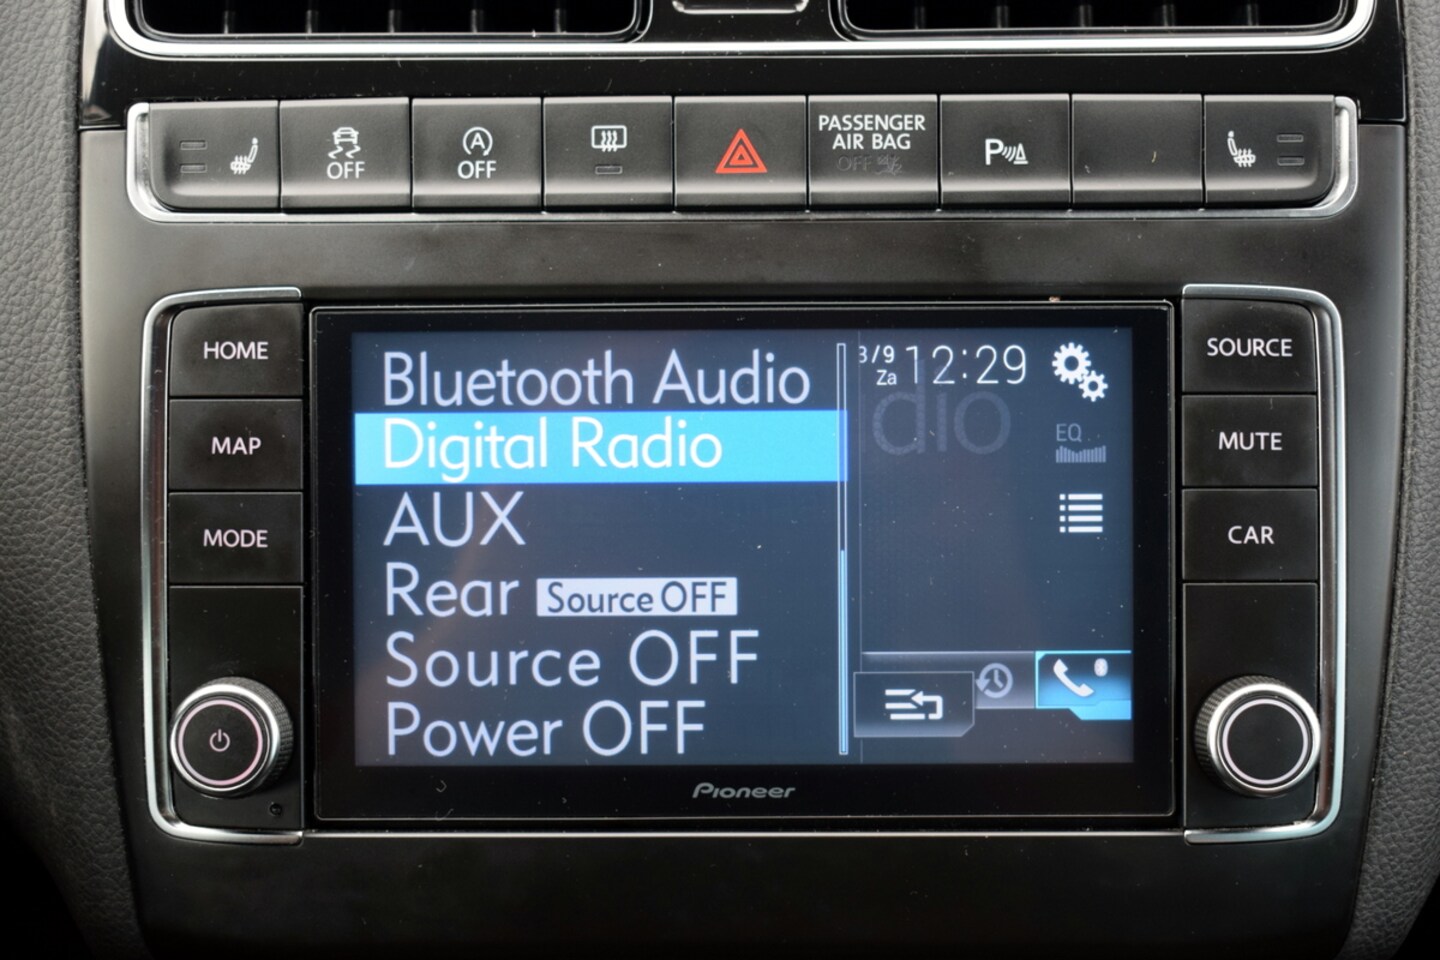 OFF
A
OFF
PASSENGER
AIR BAG
OFF
P
HOME
MAP
MODE
Bluetooth Audio
Digital Radio
AUX
Rear Source OFF
Source OFF
Power OFF
3/9
Za
12:29
dio
EQ
Pioneer
SOURCE
MUTE
CAR